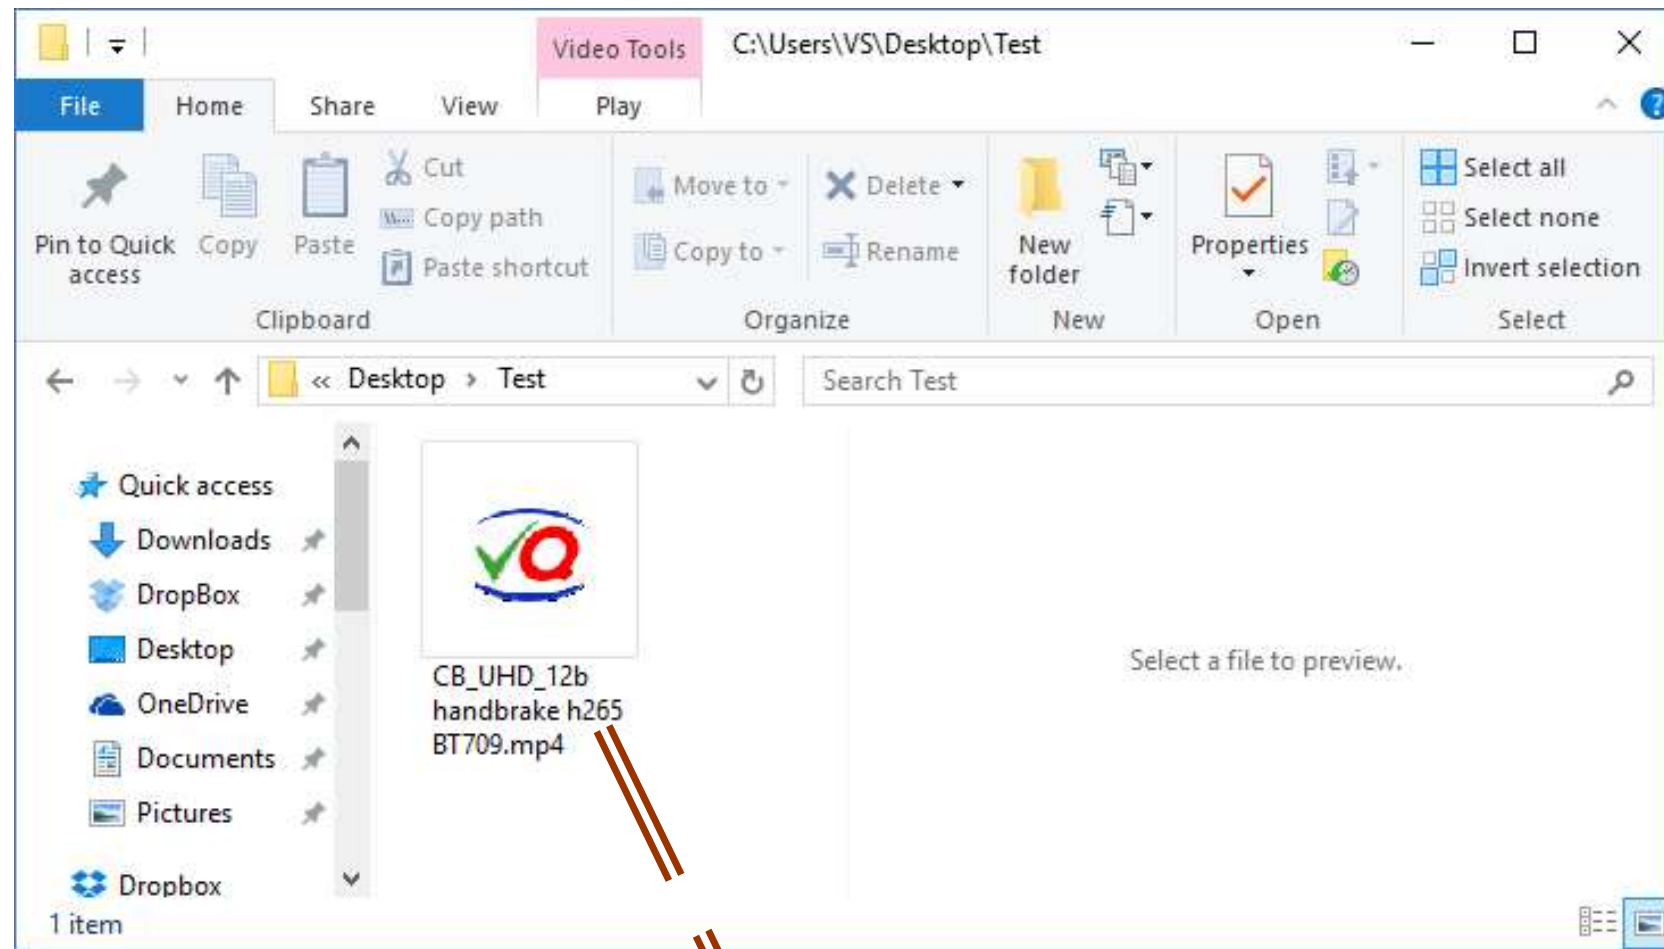 Video Tools C:\Users\VS\Desktop\Test
File Home Share View Play
Pin to Quick access
Copy
Paste
Cut
Copy path
Paste shortcut
Clipboard
Move to
Copy to
Delete
Rename
Organize
New folder
New
Properties
Open
Select all
Select none
Invert selection
Select
« Desktop > Test
Search Test
Quick access
Downloads
DropBox
Desktop
OneDrive
Documents
Pictures
Dropbox
CB_UHD_12b
handbrake h265
BT709.mp4
Select a file to preview.
1 item